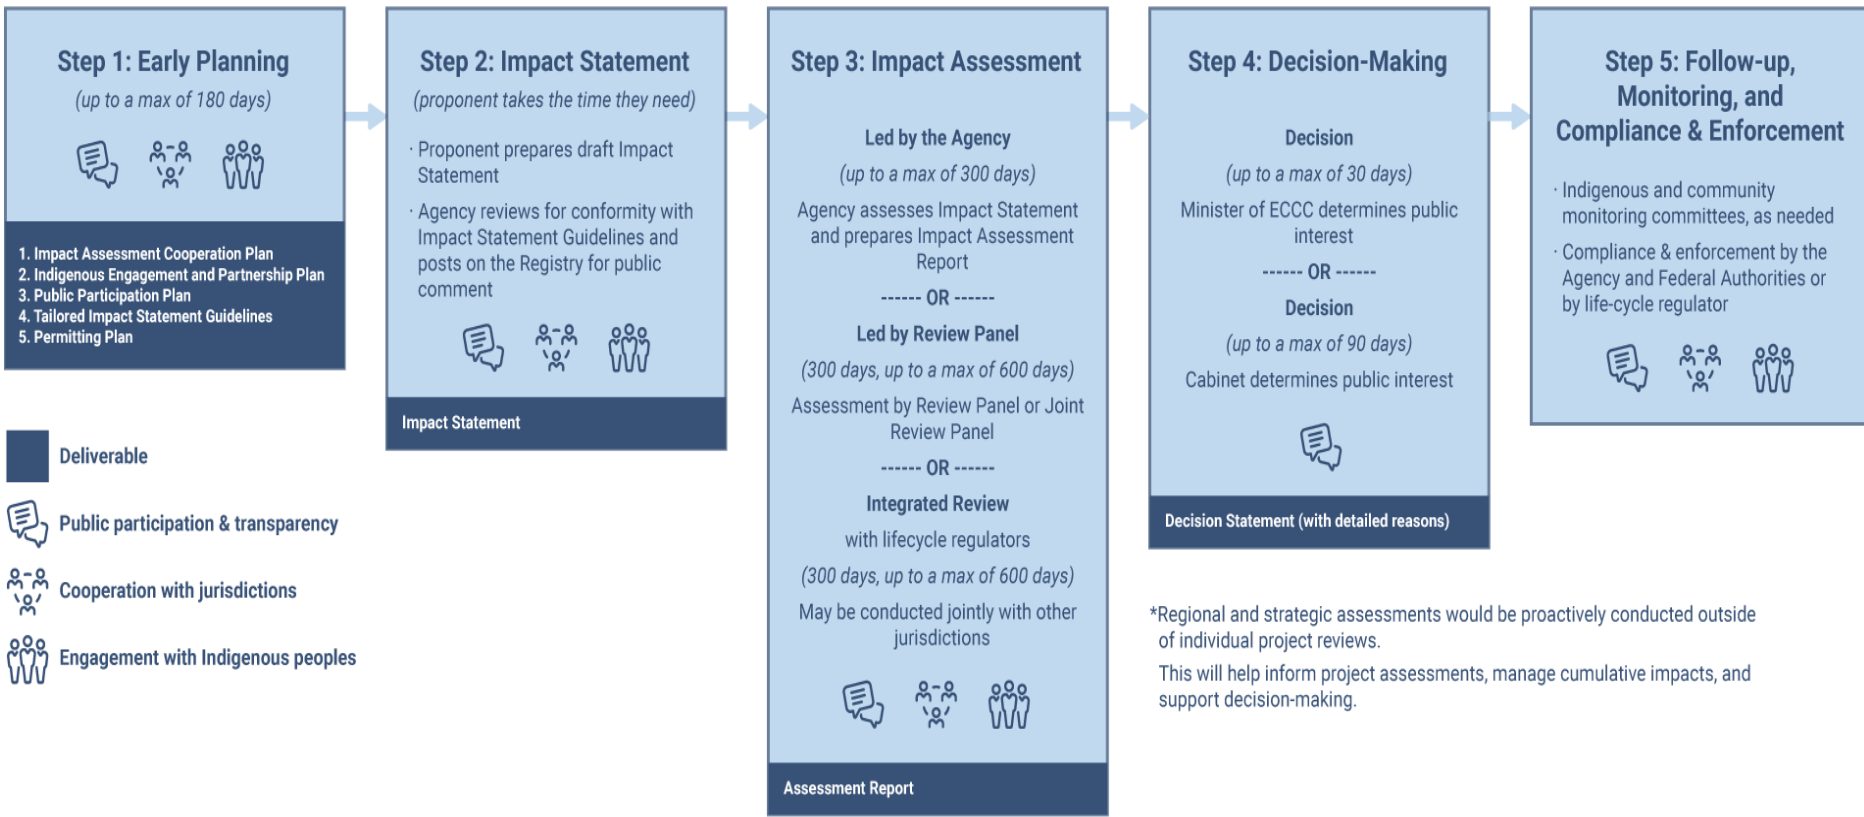 Step 1: Early Planning
(up to a max of 180 days)
1. Impact Assessment Cooperation Plan
2. Indigenous Engagement and Partnership Plan
3. Public Participation Plan
4. Tailored Impact Statement Guidelines
5. Permitting Plan
Step 2: Impact Statement
(proponent takes the time they need)
· Proponent prepares draft Impact
Statement
· Agency reviews for conformity with
Impact Statement Guidelines and
posts on the Registry for public
comment
Impact Statement
Step 3: Impact Assessment
Led by the Agency
(up to a max of 300 days)
Agency assesses Impact Statement
and prepares Impact Assessment
Report
------ OR ------
Led by Review Panel
(300 days, up to a max of 600 days)
Assessment by Review Panel or Joint
Review Panel
------ OR ------
Integrated Review
with lifecycle regulators
(300 days, up to a max of 600 days)
May be conducted jointly with other
jurisdictions
Assessment Report
Step 4: Decision-Making
Decision
(up to a max of 30 days)
Minister of ECCC determines public
interest
------ OR ------
Decision
(up to a max of 90 days)
Cabinet determines public interest
Decision Statement (with detailed reasons)
Step 5: Follow-up,
Monitoring, and
Compliance & Enforcement
· Indigenous and community
monitoring committees, as needed
· Compliance & enforcement by the
Agency and Federal Authorities or
by life-cycle regulator
Deliverable
Public participation & transparency
Cooperation with jurisdictions
Engagement with Indigenous peoples
*Regional and strategic assessments would be proactively conducted outside
of individual project reviews.
This will help inform project assessments, manage cumulative impacts, and
support decision-making.